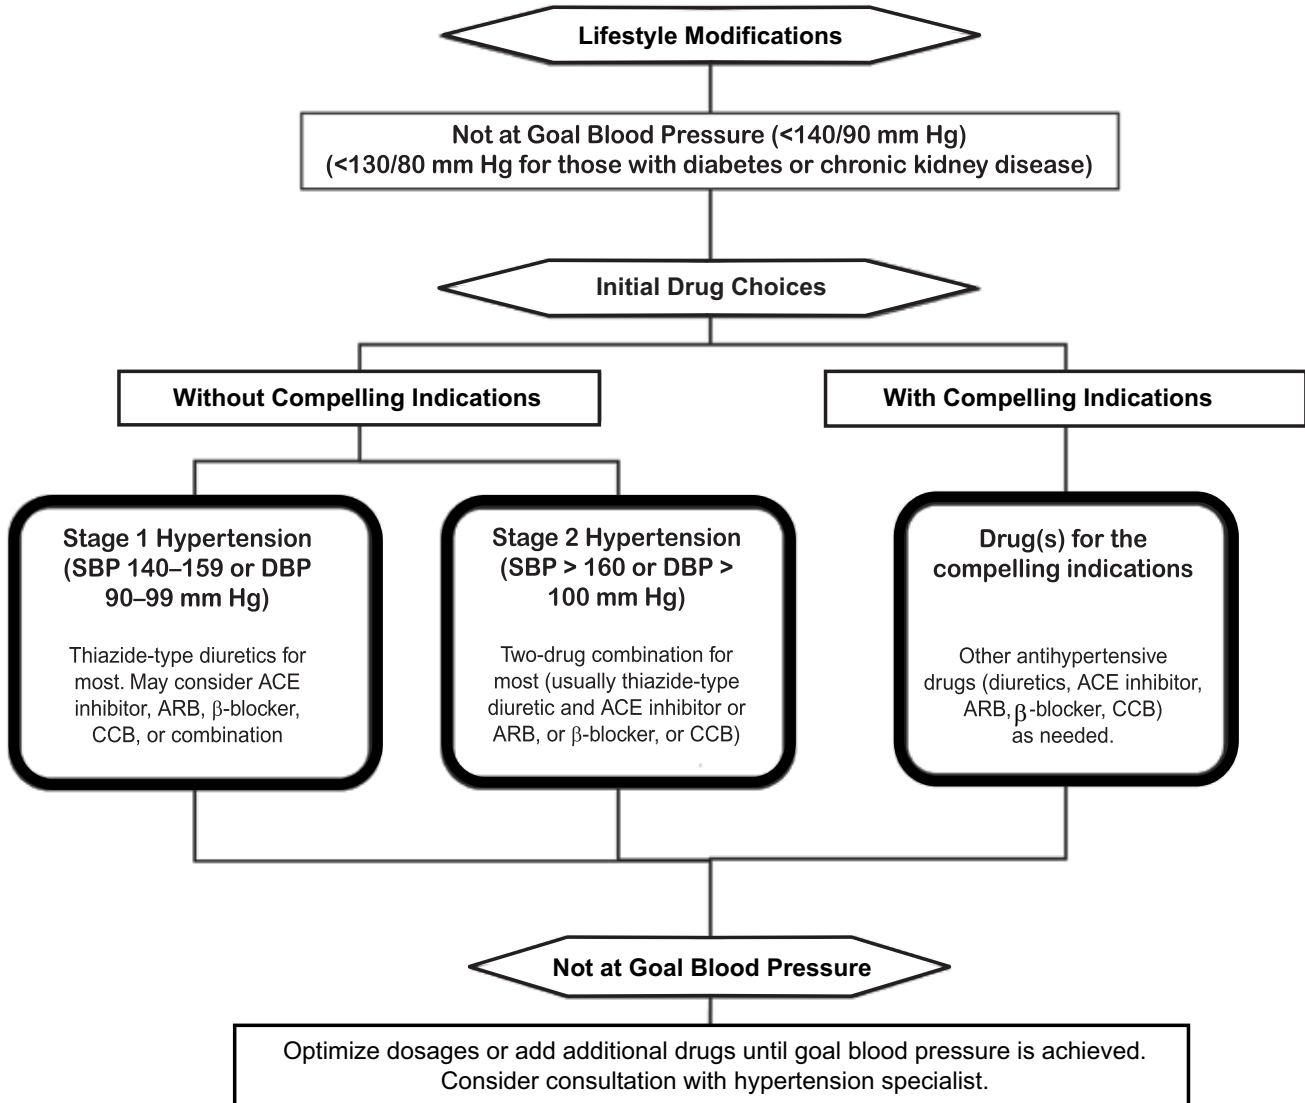 Lifestyle Modifications
Not at Goal Blood Pressure (<140/90 mm Hg)
(<130/80 mm Hg for those with diabetes or chronic kidney disease)
Initial Drug Choices
Without Compelling Indications
With Compelling Indications
Stage 1 Hypertension
(SBP 140–159 or DBP
90–99 mm Hg)
Thiazide-type diuretics for
most. May consider ACE
inhibitor, ARB, β-blocker,
CCB, or combination
Stage 2 Hypertension
(SBP > 160 or DBP >
100 mm Hg)
Two-drug combination for
most (usually thiazide-type
diuretic and ACE inhibitor or
ARB, or β-blocker, or CCB)
Drug(s) for the
compelling indications
Other antihypertensive
drugs (diuretics, ACE inhibitor,
ARB, β-blocker, CCB)
as needed.
Not at Goal Blood Pressure
Optimize dosages or add additional drugs until goal blood pressure is achieved.
Consider consultation with hypertension specialist.